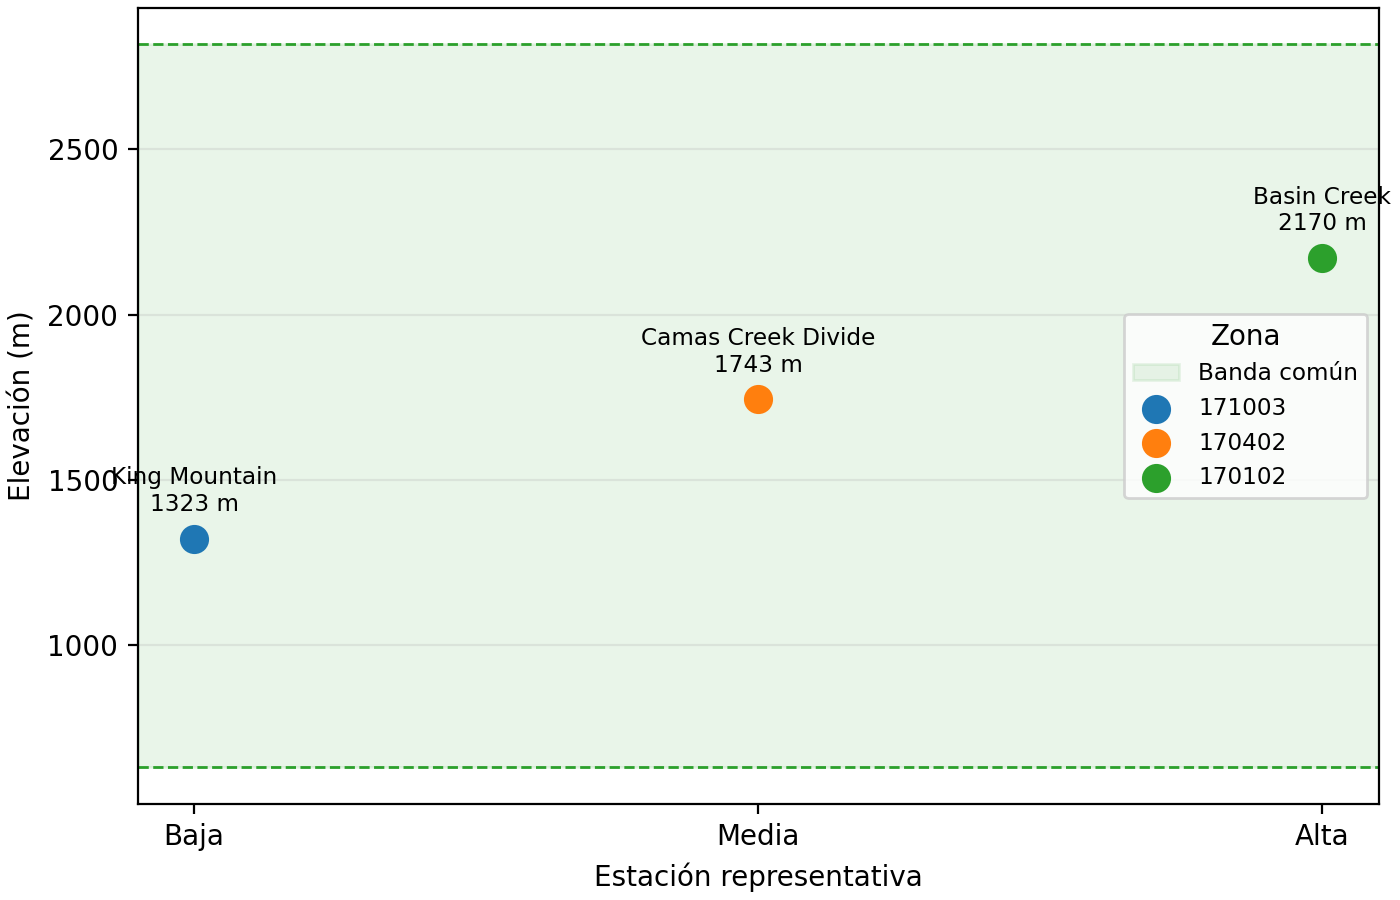 Elevación (m)
2500
2000
1500
1000
Basin Creek
2170 m
Camas Creek Divide
1743 m
King Mountain
1323 m
Zona
Banda común
171003
170402
170102
Baja
Media
Alta
Estación representativa